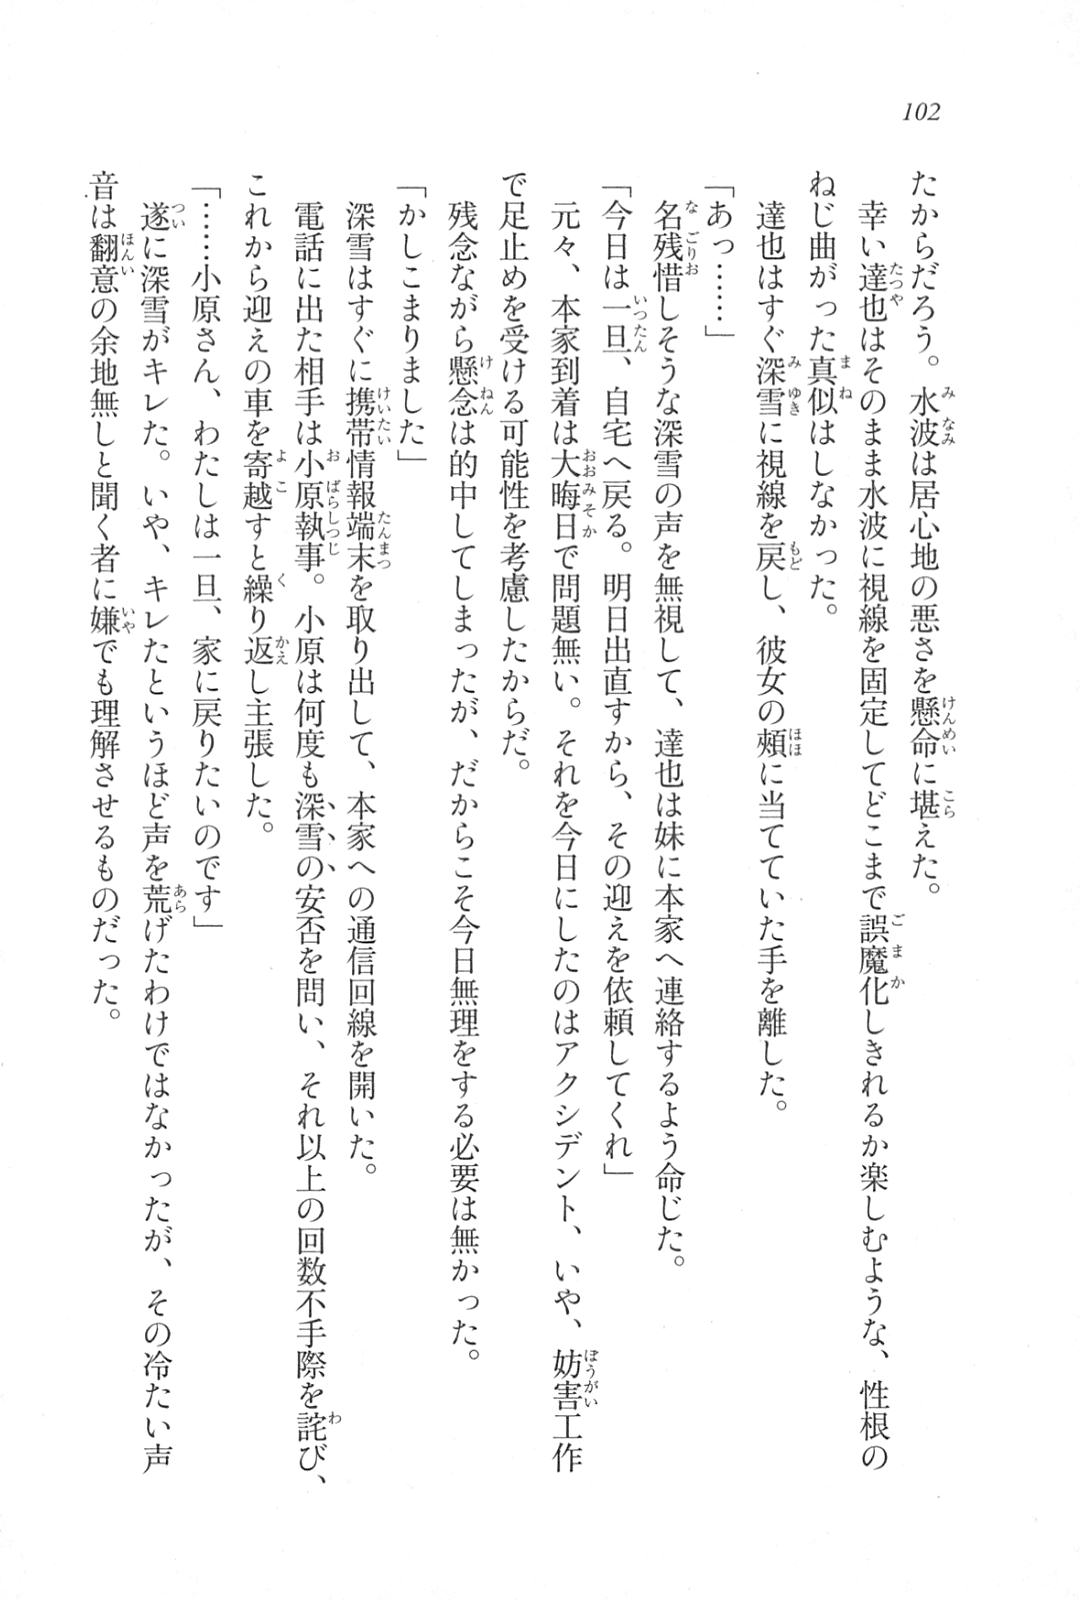 102
たからだろう。水波は居心地の悪さを懸命に堪えた。
幸い達也はそのまま水波に視線を固定してどこまで誤魔化しきれるか楽しむような、性根の
ねじ曲がった真似はしなかった。
達也はすぐ深雪に視線を戻し、彼女の頰に当てていた手を離した。
「あっ……」
名残惜しそうな深雪の声を無視して、達也は妹に本家へ連絡するよう命じた。
「今日は一旦、自宅へ戻る。明日出直すから、その迎えを依頼してくれ」
元々、本家到着は大晦日で問題無い。それを今日にしたのはアクシデント、いや、妨害工作
で足止めを受ける可能性を考慮したからだ。
残念ながら懸念は的中してしまったが、だからこそ今日無理をする必要は無かった。
「かしこまりました」
深雪はすぐに携帯情報端末を取り出して、本家への通信回線を開いた。
電話に出た相手は小原執事。小原は何度も深雪の安否を問い、それ以上の回数不手際を詫び、
これから迎えの車を寄越すと繰り返し主張した。
「……小原さん、わたしは一旦、家に戻りたいのです」
遂に深雪がキレた。いや、キレたというほど声を荒げたわけではなかったが、その冷たい声
音は翻意の余地無しと聞く者に嫌でも理解させるものだった。